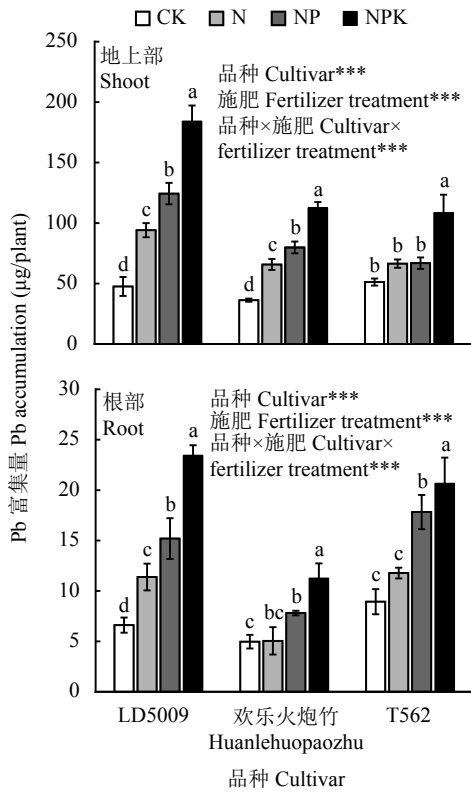 CK N NP NPK
250
200
150
100
50
0
地上部
Shoot
品种 Cultivar***
施肥 Fertilizer treatment***
品种×施肥 Cultivar×
fertilizer treatment***
d c b a
d c b a
b b b a
Pb 富集量 Pb accumulation (μg/plant)
30
25
20
15
10
5
0
根部
Root
品种 Cultivar***
施肥 Fertilizer treatment***
品种×施肥 Cultivar×
fertilizer treatment***
d c b a
c bc b a
c c b a
LD5009 欢乐火炮竹 T562
Huanlehuopaozhu
品种 Cultivar